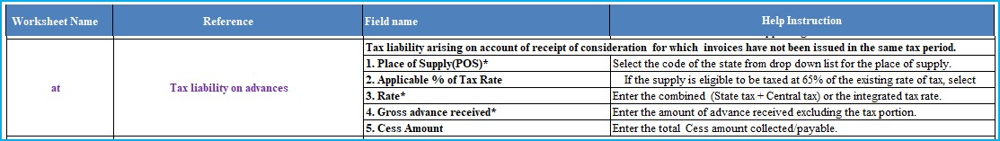 Worksheet Name Reference Field name Help Instruction
Tax liability arising on account of receipt of consideration for which invoices have not been issued in the same tax period.
1. Place of Supply(POS)* Select the code of the state from drop down list for the place of supply.
2. Applicable % of Tax Rate If the supply is eligible to be taxed at 65% of the existing rate of tax, select
at Tax liability on advances
3. Rate* Enter the combined (State tax + Central tax) or the integrated tax rate.
4. Gross advance received* Enter the amount of advance received excluding the tax portion.
5. Cess Amount Enter the total Cess amount collected/payable.